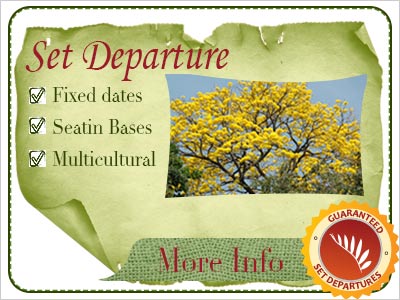 Set Departure
Fixed dates
Seatin Bases
Multicultural
GUARANTEED
SET DEPARTURES
More Info